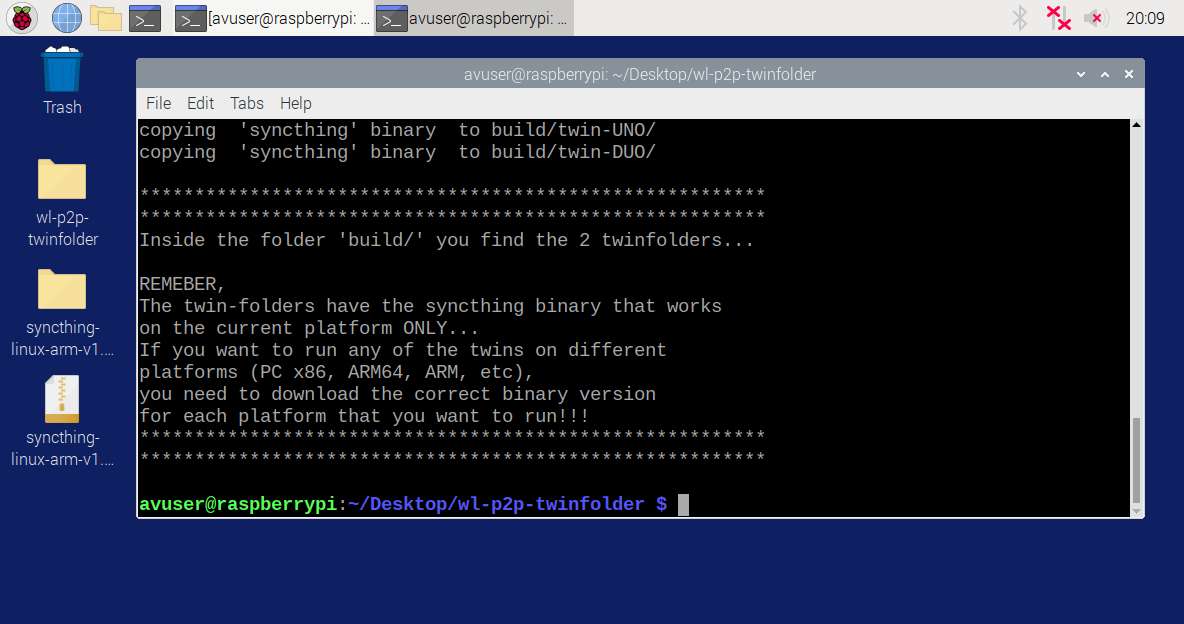 [avuser@raspberrypi: ...
avuser@raspberrypi: ...
20:09
Trash
wl-p2p-
twinfolder
syncthing-
linux-arm-v1....
syncthing-
linux-arm-v1....
avuser@raspberrypi: ~/Desktop/wl-p2p-twinfolder
File Edit Tabs Help
copying  'syncthing' binary  to build/twin-UNO/
copying  'syncthing' binary  to build/twin-DUO/
*********************************************************
*********************************************************
Inside the folder 'build/' you find the 2 twinfolders...
REMEBER,
The twin-folders have the syncthing binary that works
on the current platform ONLY...
If you want to run any of the twins on different
platforms (PC x86, ARM64, ARM, etc),
you need to download the correct binary version
for each platform that you want to run!!!
*********************************************************
*********************************************************
avuser@raspberrypi:~/Desktop/wl-p2p-twinfolder $